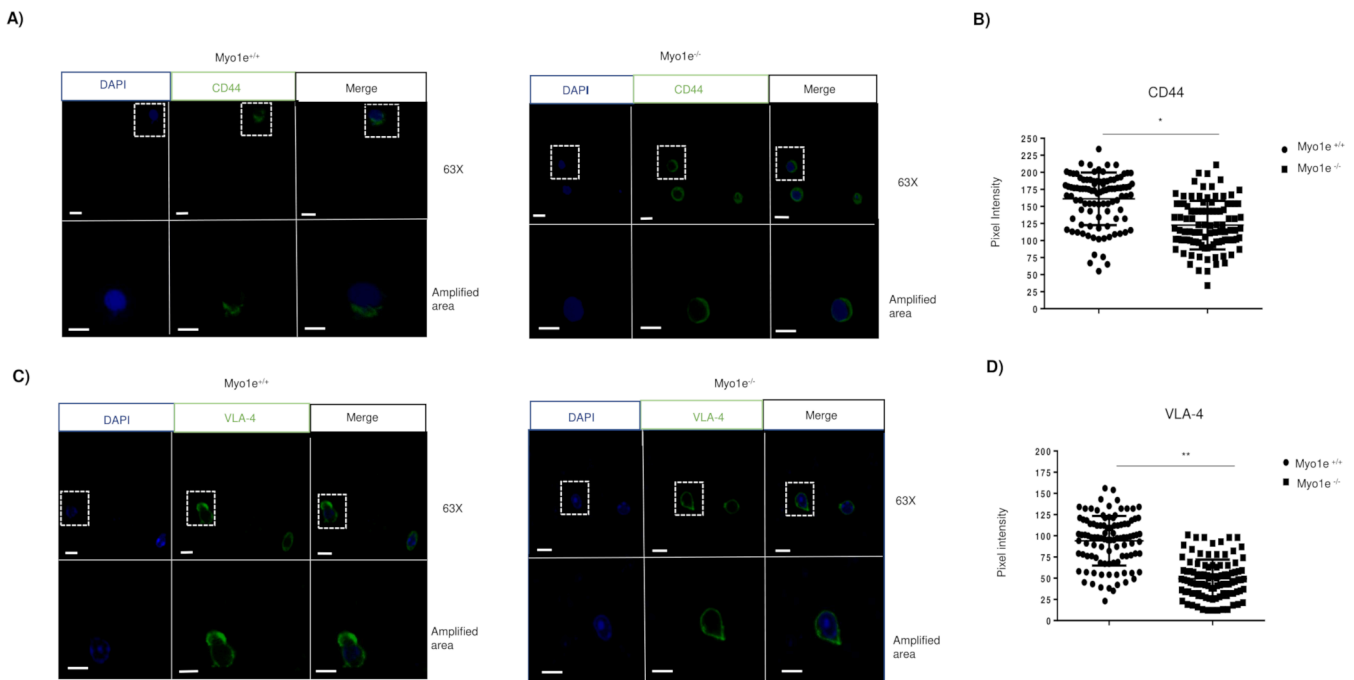 A)
Myo1e+/+
DAPI CD44 Merge
63X
Amplified
area
Myo1e-/-
DAPI CD44 Merge
63X
Amplified
area
B)
CD44
*
Pixel Intensity
250
225
200
175
150
125
100
75
50
25
0
Myo1e +/+
Myo1e -/-
C)
Myo1e+/+
DAPI VLA-4 Merge
63X
Amplified
area
Myo1e-/-
DAPI VLA-4 Merge
63X
Amplified
area
D)
VLA-4
**
Pixel intensity
200
175
150
125
100
75
50
25
0
Myo1e +/+
Myo1e -/-